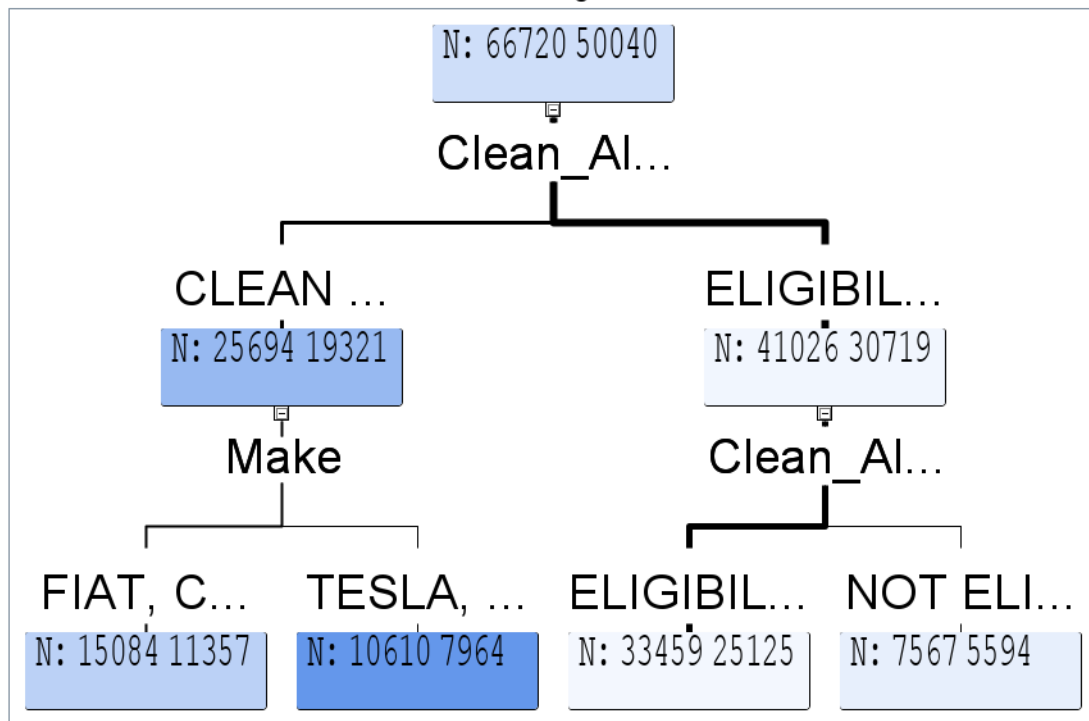 N: 66720 50040
Clean_Al...
CLEAN ...
ELIGIBIL...
N: 25694 19321
N: 41026 30719
Make
Clean_Al...
FIAT, C...
TESLA, ...
ELIGIBIL...
NOT ELI...
N: 15084 11357
N: 10610 7964
N: 33459 25125
N: 7567 5594